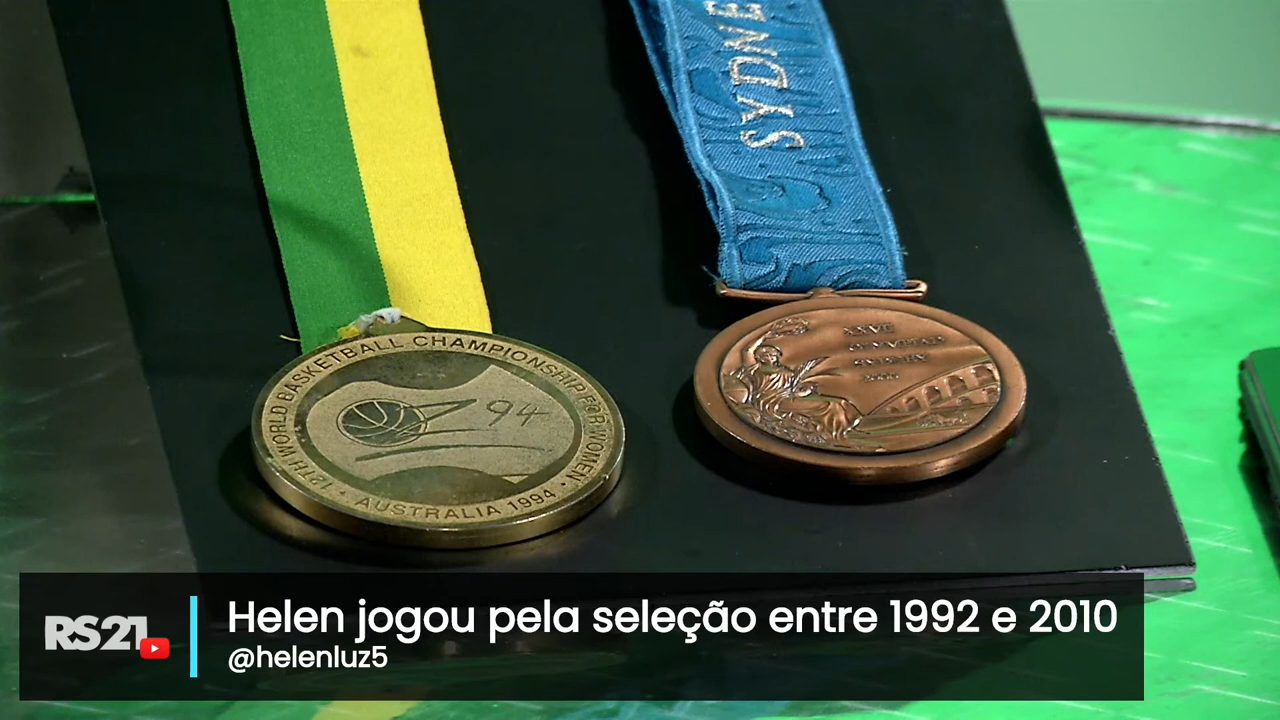 SYDNE
12TH WORLD BASKETBALL CHAMPIONSHIP FOR WOMEN
94
• AUSTRALIA 1994 •
RS21
Helen jogou pela seleção entre 1992 e 2010
@helenluz5